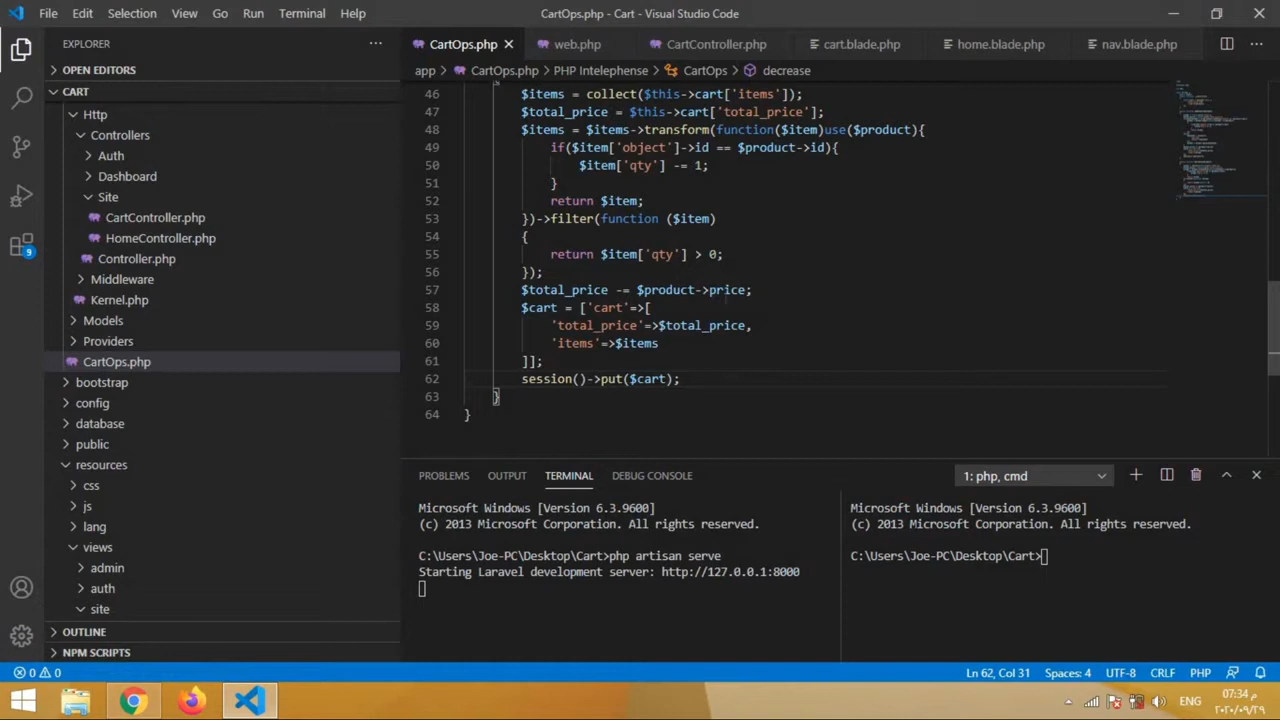 File Edit Selection View Go Run Terminal Help CartOps.php - Cart - Visual Studio Code
EXPLORER
OPEN EDITORS
CART
Http
Controllers
Auth
Dashboard
Site
CartController.php
HomeController.php
Controller.php
Middleware
Kernel.php
Models
Providers
CartOps.php
bootstrap
config
database
public
resources
css
js
lang
views
admin
auth
site
OUTLINE
NPM SCRIPTS
9
CartOps.php web.php CartController.php cart.blade.php home.blade.php nav.blade.php
app > CartOps.php > PHP Intelephense > CartOps > decrease
46 $items = collect($this->cart['items']);
47 $total_price = $this->cart['total_price'];
48 $items = $items->transform(function($item)use($product){
49 if($item['object']->id == $product->id){
50 $item['qty'] -= 1;
51 }
52 return $item;
53 })->filter(function ($item)
54 {
55 return $item['qty'] > 0;
56 });
57 $total_price -= $product->price;
58 $cart = ['cart'=>[
59 'total_price'=>$total_price,
60 'items'=>$items
61 ]];
62 session()->put($cart);
63 }
64 }
PROBLEMS OUTPUT TERMINAL DEBUG CONSOLE 1: php, cmd
Microsoft Windows [Version 6.3.9600]
(c) 2013 Microsoft Corporation. All rights reserved.
C:\Users\Joe-PC\Desktop\Cart>php artisan serve
Starting Laravel development server: http://127.0.0.1:8000
Microsoft Windows [Version 6.3.9600]
(c) 2013 Microsoft Corporation. All rights reserved.
C:\Users\Joe-PC\Desktop\Cart>
0 0 Ln 62, Col 31 Spaces: 4 UTF-8 CRLF PHP
ENG
07:34 م
٢٠٢٠/٠٩/٢٩